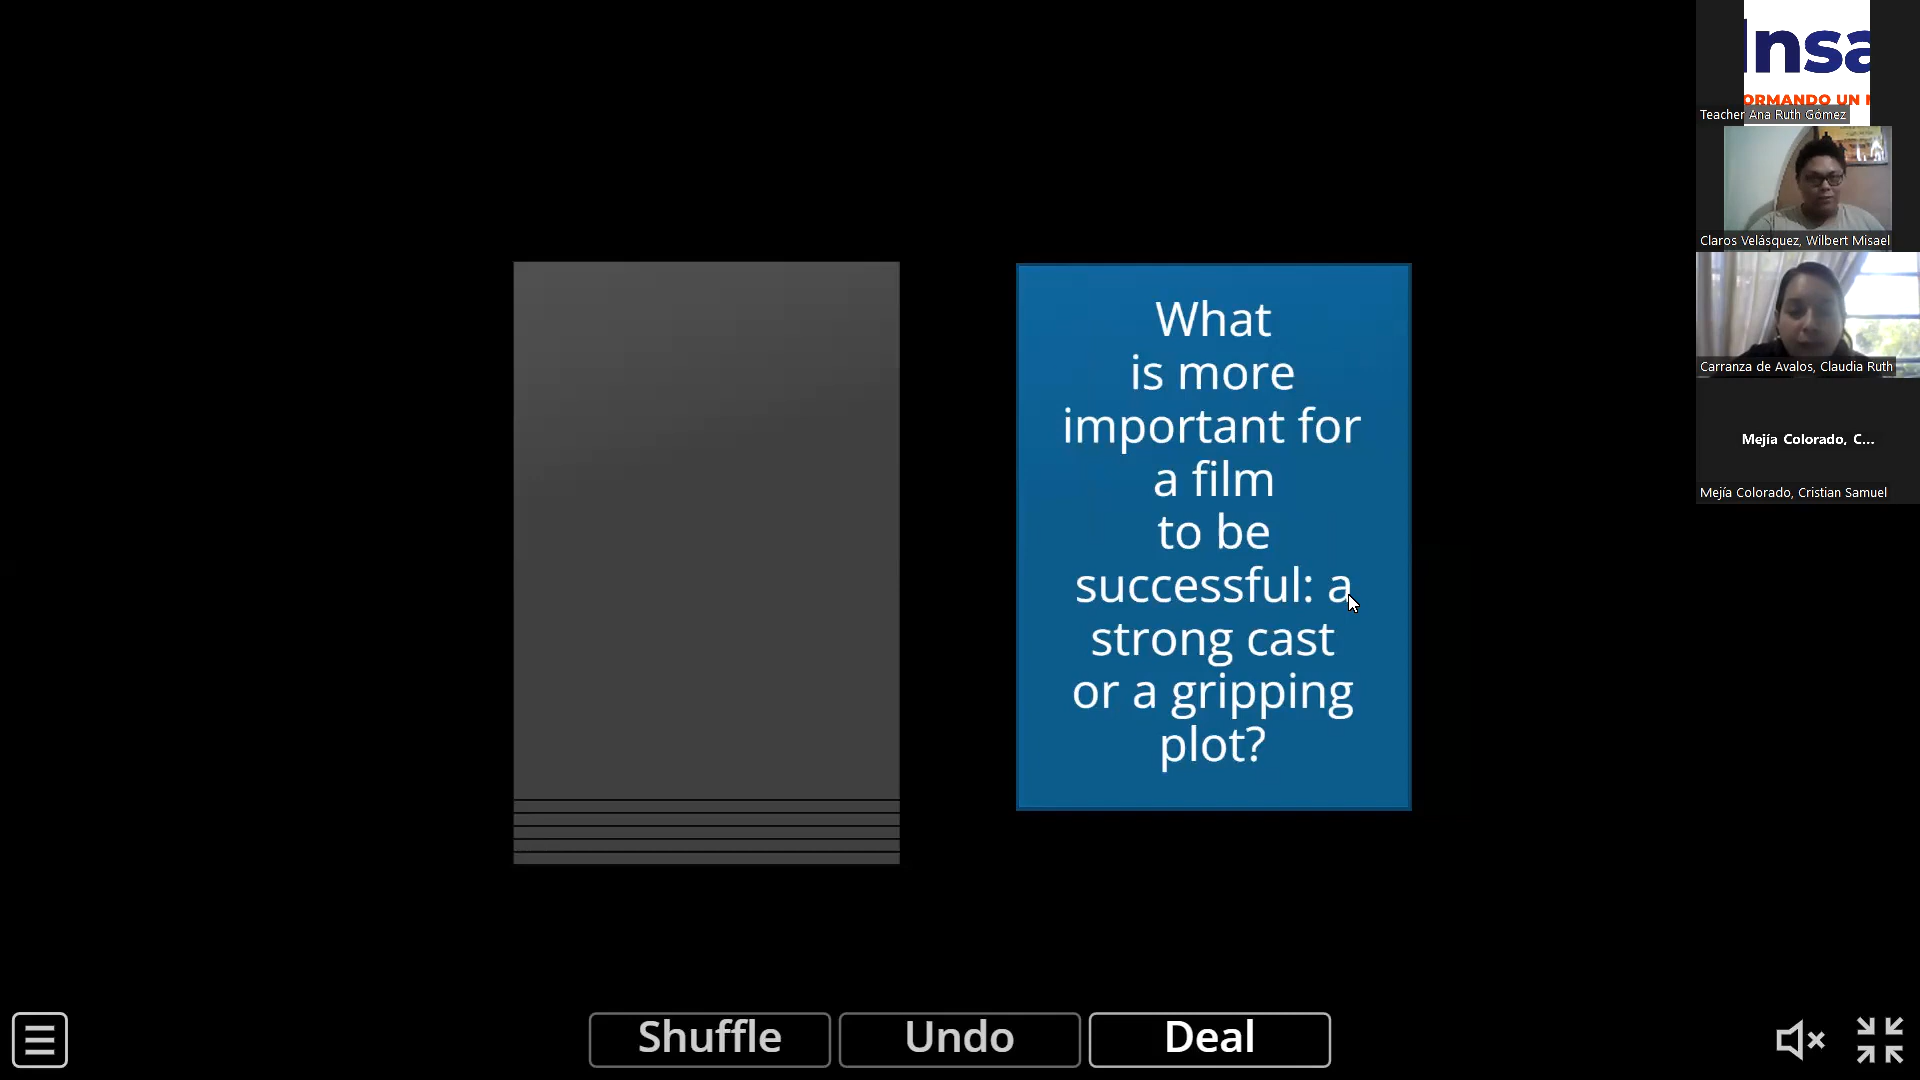 What
is more
important for
a film
to be
successful: a
strong cast
or a gripping
plot?
Shuffle
Undo
Deal
Insa
ORMANDO UN
Teacher Ana Ruth Gómez
Claros Velásquez, Wilbert Misael
Carranza de Avalos, Claudia Ruth
Mejía Colorado, C...
Mejía Colorado, Cristian Samuel